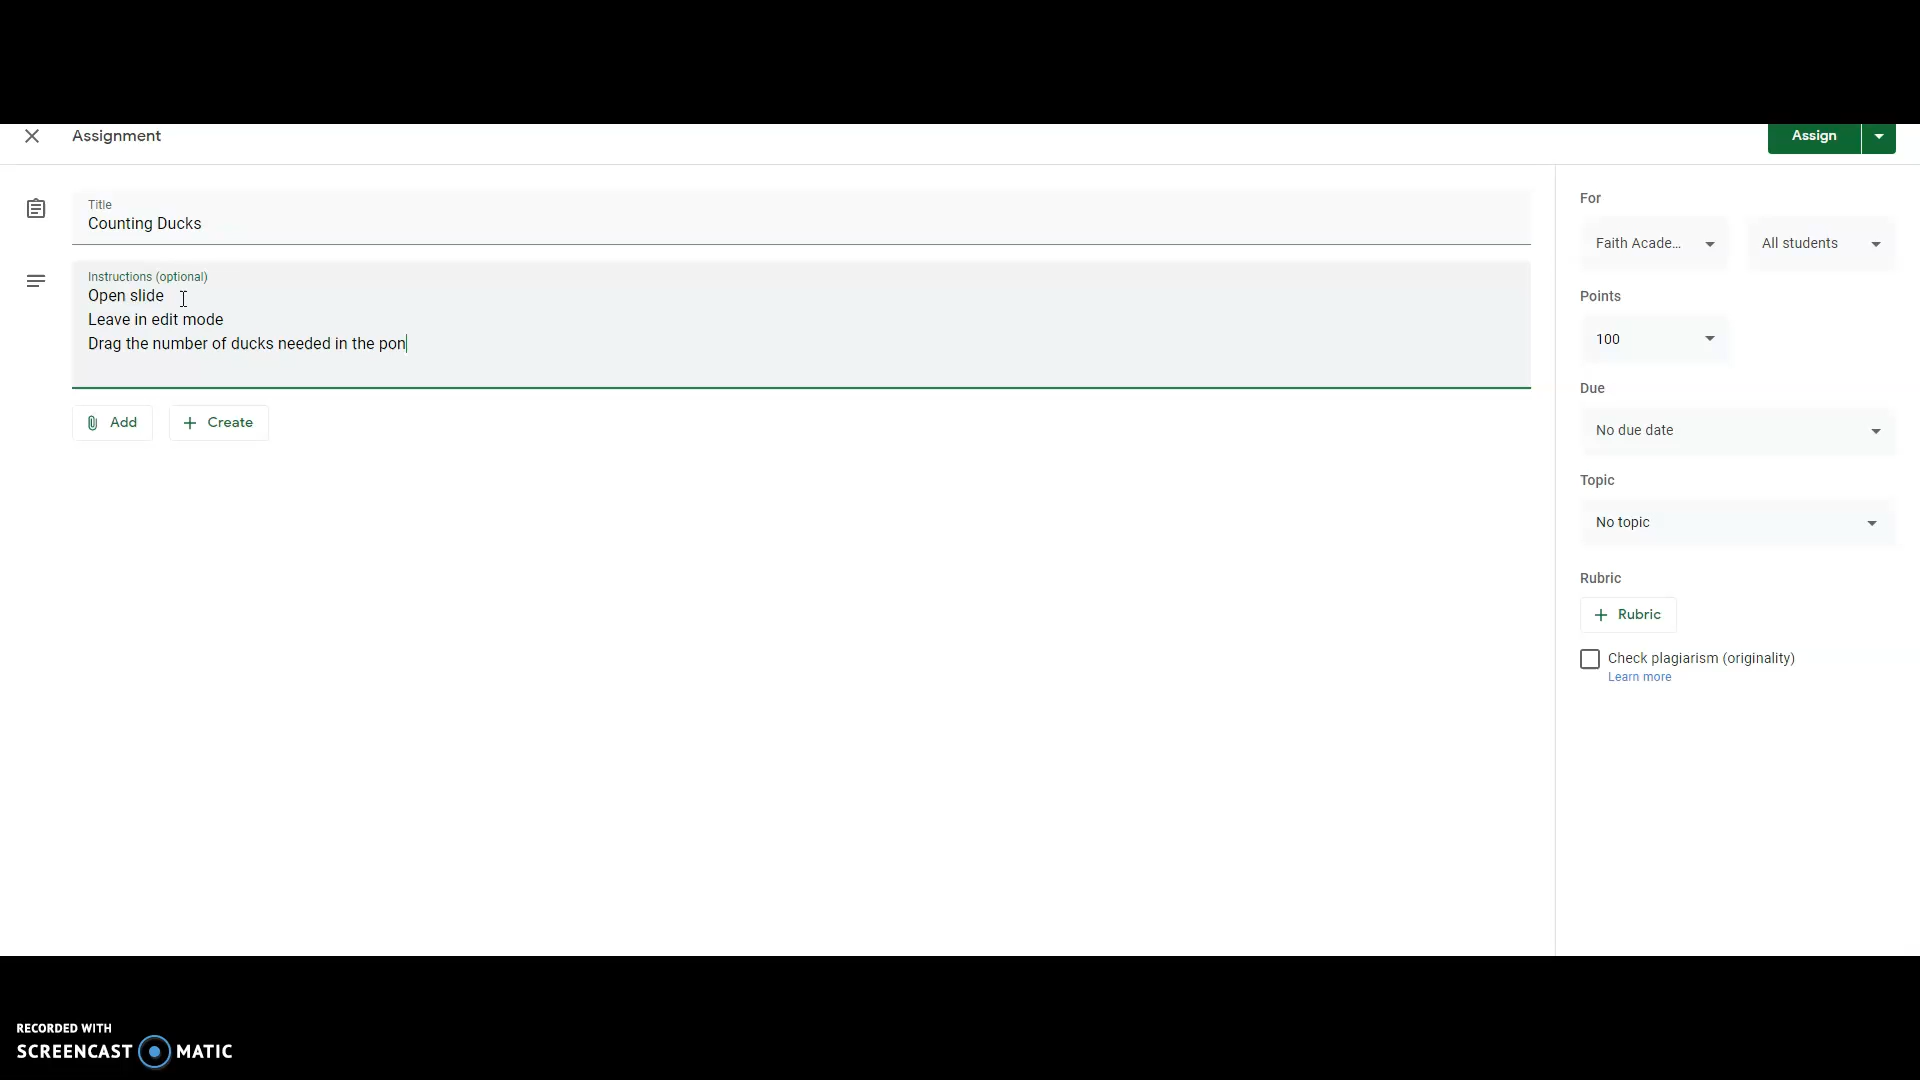 Assignment
Assign
Title
Counting Ducks
Instructions (optional)
Open slide
Leave in edit mode
Drag the number of ducks needed in the pon
Add
Create
For
Faith Acade...
All students
Points
100
Due
No due date
Topic
No topic
Rubric
Rubric
Check plagiarism (originality)
Learn more
RECORDED WITH
SCREENCAST MATIC